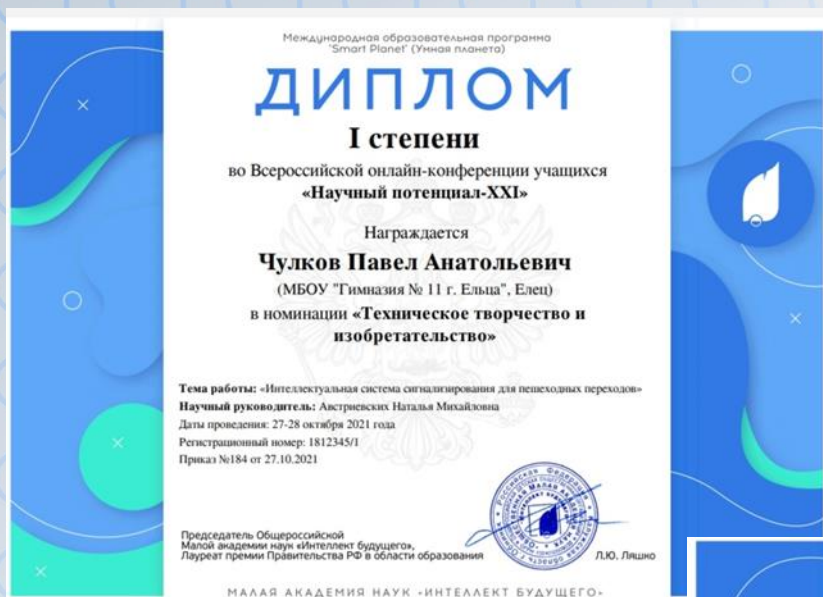 Международная образовательная программа
"Smart Planet" (Умная планета)
ДИПЛОМ
I степени
во Всероссийской онлайн-конференции учащихся
«Научный потенциал-XXI»
Награждается
Чулков Павел Анатольевич
(МБОУ "Гимназия № 11 г. Ельца", Елец)
в номинации «Техническое творчество и
изобретательство»
Тема работы: «Интеллектуальная система сигнализирования для пешеходных переходов»
Научный руководитель: Австриевских Наталья Михайловна
Даты проведения: 27-28 октября 2021 года
Регистрационный номер: 1812345/1
Приказ №184 от 27.10.2021
Председатель Общероссийской
Малой академии наук «Интеллект будущего»,
Лауреат премии Правительства РФ в области образования
Л.Ю. Ляшко
МАЛАЯ АКАДЕМИЯ НАУК «ИНТЕЛЛЕКТ БУДУЩЕГО»